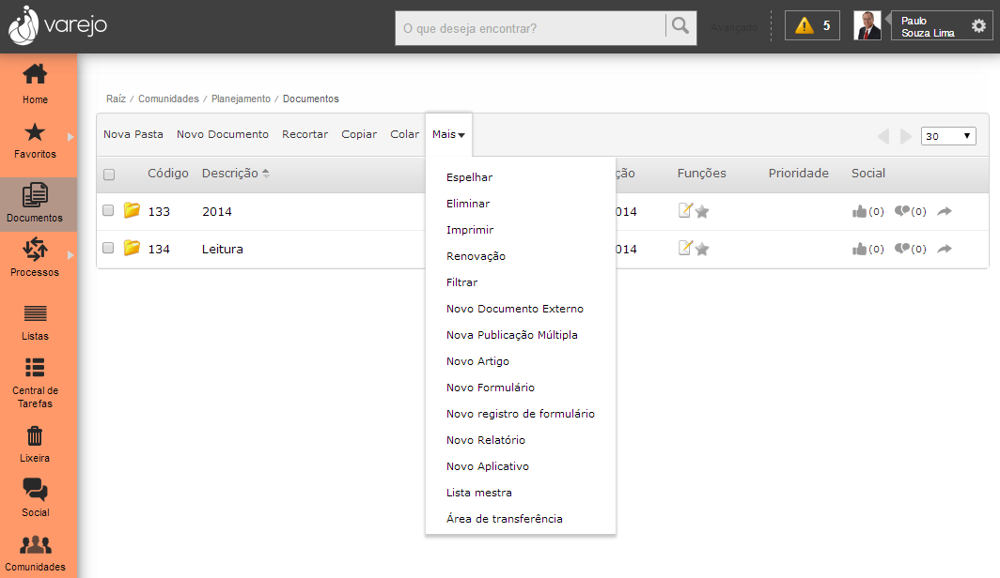 varejo
O que deseja encontrar?
Avançado
5
Paulo
Souza Lima
Home
Favoritos
Documentos
Processos
Listas
Central de
Tarefas
Lixeira
Social
Comunidades
Raíz / Comunidades / Planejamento / Documentos
Nova Pasta Novo Documento Recortar Copiar Colar Mais
30
Código Descrição ção Funções Prioridade Social
133 2014 014 (0) (0)
134 Leitura 014 (0) (0)
Espelhar
Eliminar
Imprimir
Renovação
Filtrar
Novo Documento Externo
Nova Publicação Múltipla
Novo Artigo
Novo Formulário
Novo registro de formulário
Novo Relatório
Novo Aplicativo
Lista mestra
Área de transferência